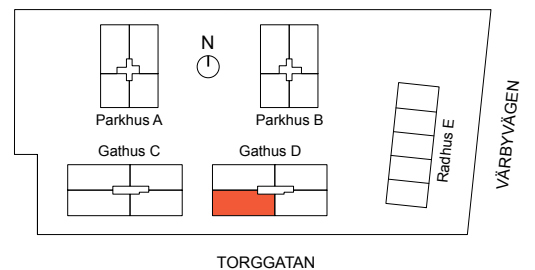 N
Parkhus A
Parkhus B
Gathus C
Gathus D
Radhus E
VÄRBYVÄGEN
TORGGATAN